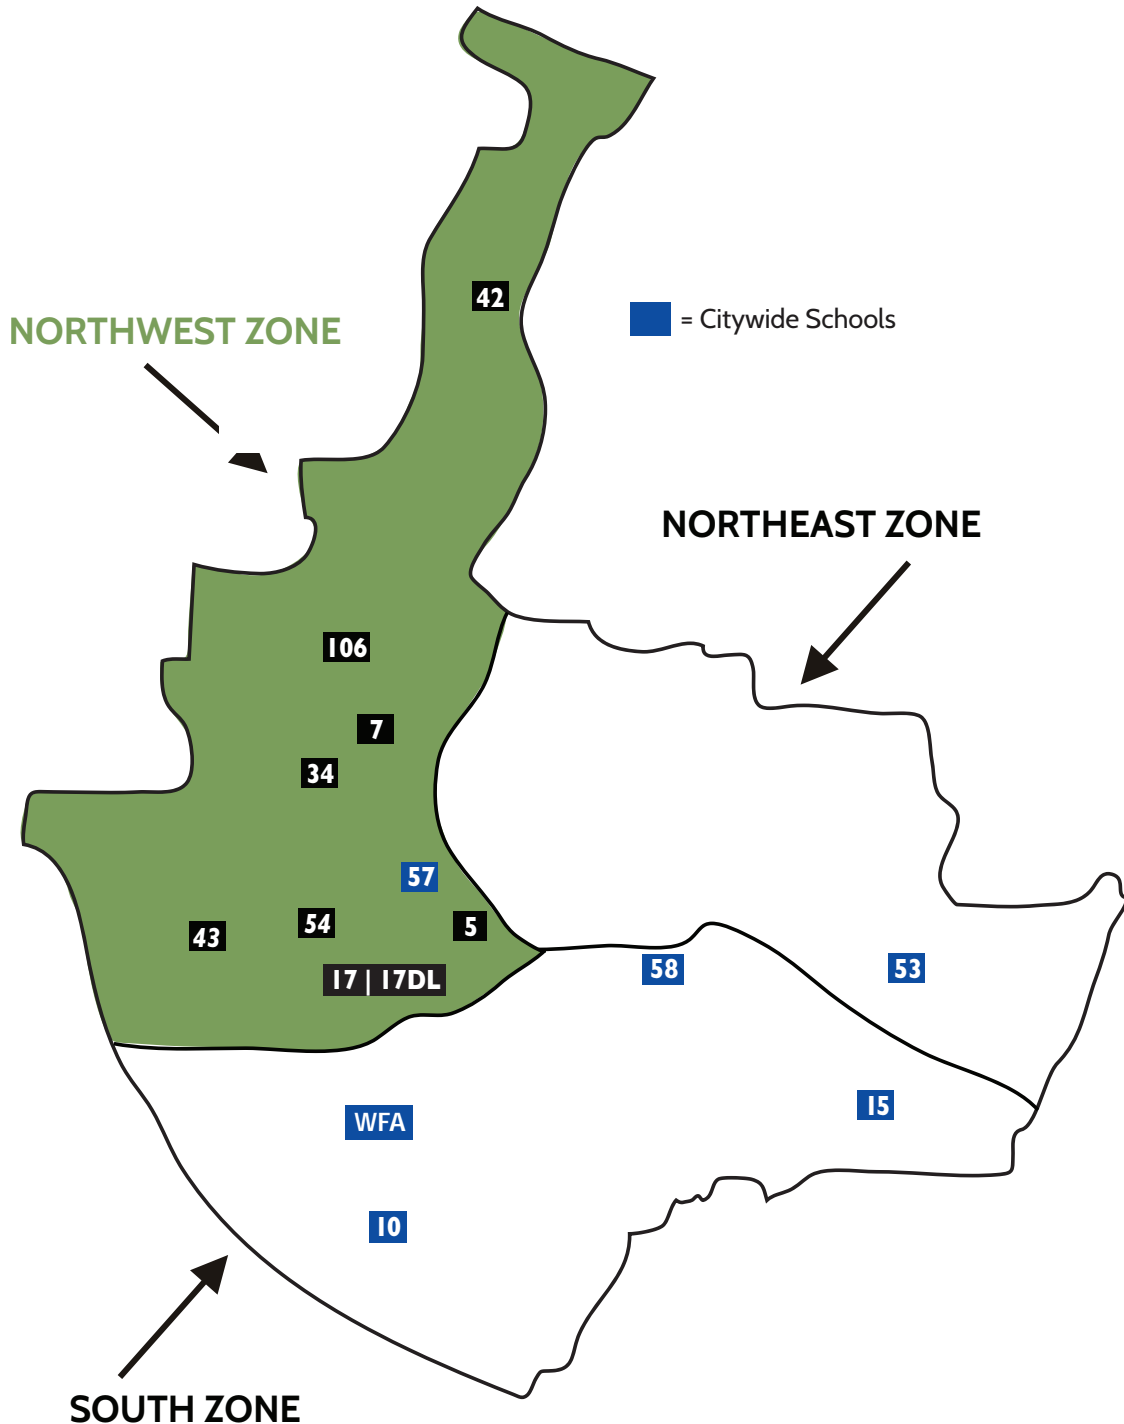 42
= Citywide Schools
NORTHWEST ZONE
NORTHEAST ZONE
106
7
34
57
54
5
43
17 | 17DL
58
53
15
WFA
10
SOUTH ZONE